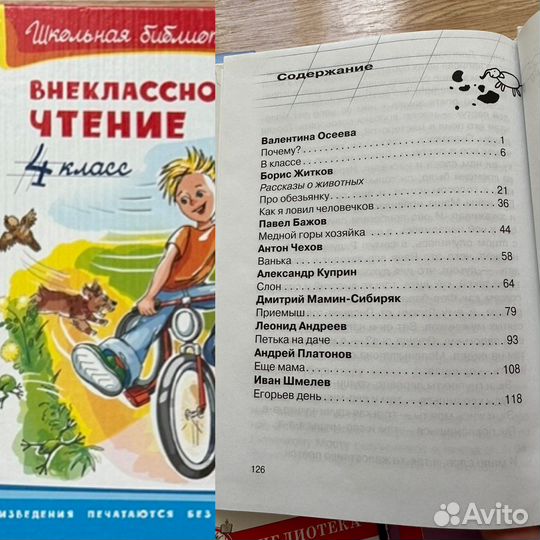 Школьная библиот
ВНЕКЛАССНО
ЧТЕНИЕ
4 класс
ИЗВЕДЕНИЯ ПЕЧАТАЮТСЯ БЕЗ
Содержание
Валентина Осеева
Почему? 1
В классе 6
Борис Житков
Рассказы о животных
Про обезьянку 21
Как я ловил человечков 36
Павел Бажов
Медной горы хозяйка 44
Антон Чехов
Ванька 58
Александр Куприн
Слон 64
Дмитрий Мамин-Сибиряк
Приемыш 79
Леонид Андреев
Петька на даче 93
Андрей Платонов
Еще мама 108
Иван Шмелев
Егорьев день 118
126
БИБЛИОТЕКА
Avito